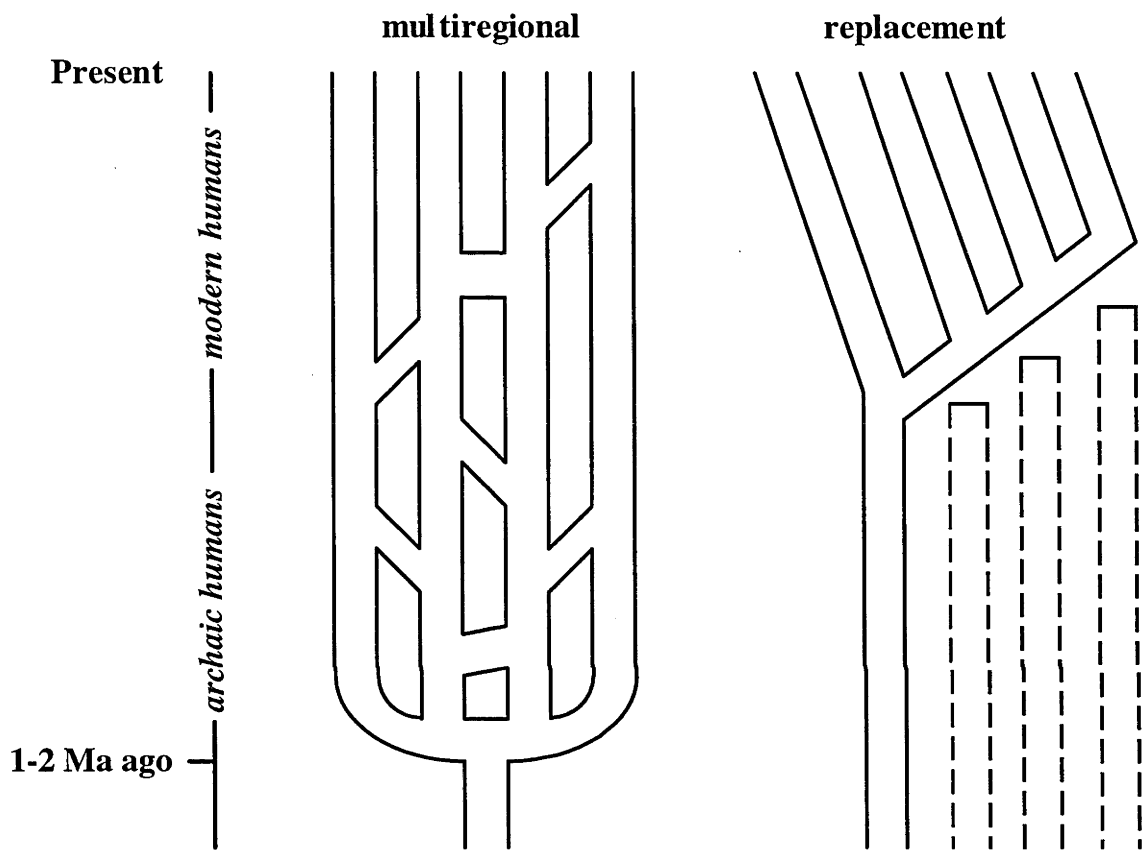 multiregional
replacement
Present
modern humans
archaic humans
1-2 Ma ago